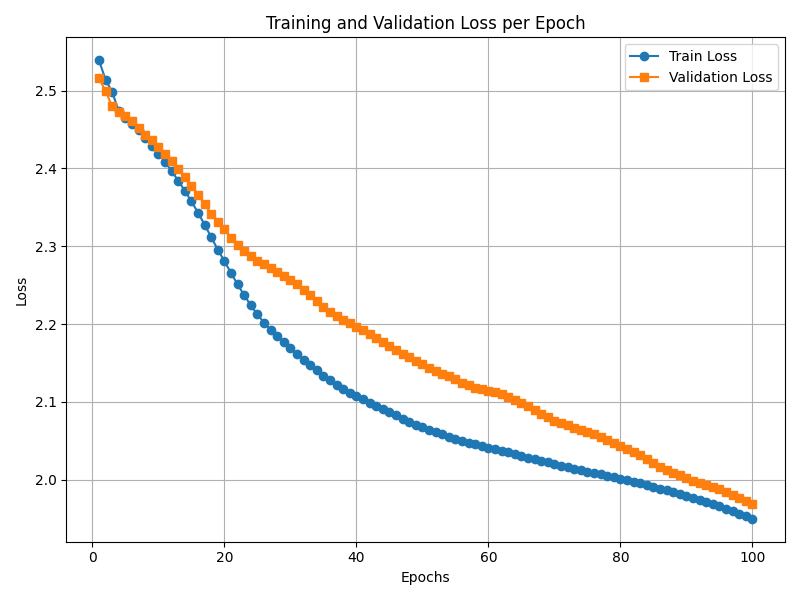 Training and Validation Loss per Epoch
Train Loss
Validation Loss
Loss
2.5
2.4
2.3
2.2
2.1
2.0
0 20 40 60 80 100
Epochs